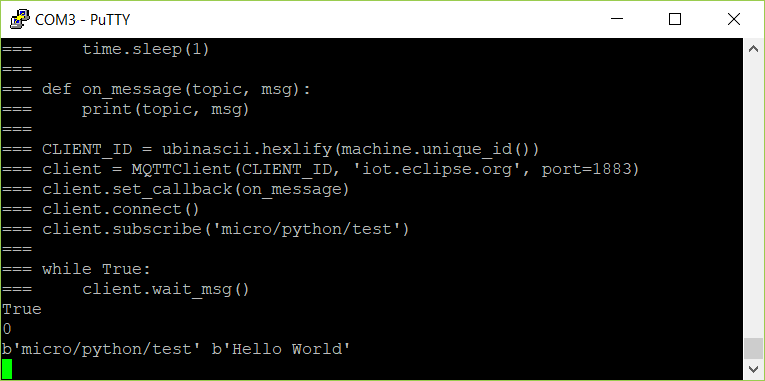 COM3 - PuTTY
===     time.sleep(1)
===
=== def on_message(topic, msg):
===     print(topic, msg)
===
=== CLIENT_ID = ubinascii.hexlify(machine.unique_id())
=== client = MQTTClient(CLIENT_ID, 'iot.eclipse.org', port=1883)
=== client.set_callback(on_message)
=== client.connect()
=== client.subscribe('micro/python/test')
===
=== while True:
===     client.wait_msg()
True
0
b'micro/python/test' b'Hello World'